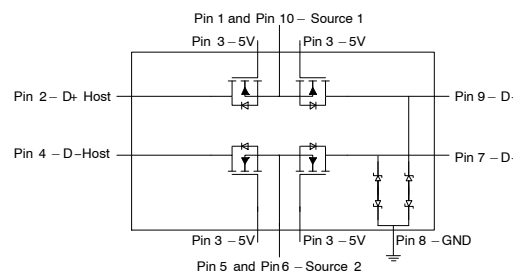 Pin 1 and Pin 10 – Source 1
Pin 3 – 5V Pin 3 – 5V
Pin 2 – D+ Host Pin 9 – D-
Pin 4 – D–Host Pin 7 – D-
Pin 3 – 5V Pin 3 – 5V Pin 8 – GND
Pin 5 and Pin 6 – Source 2